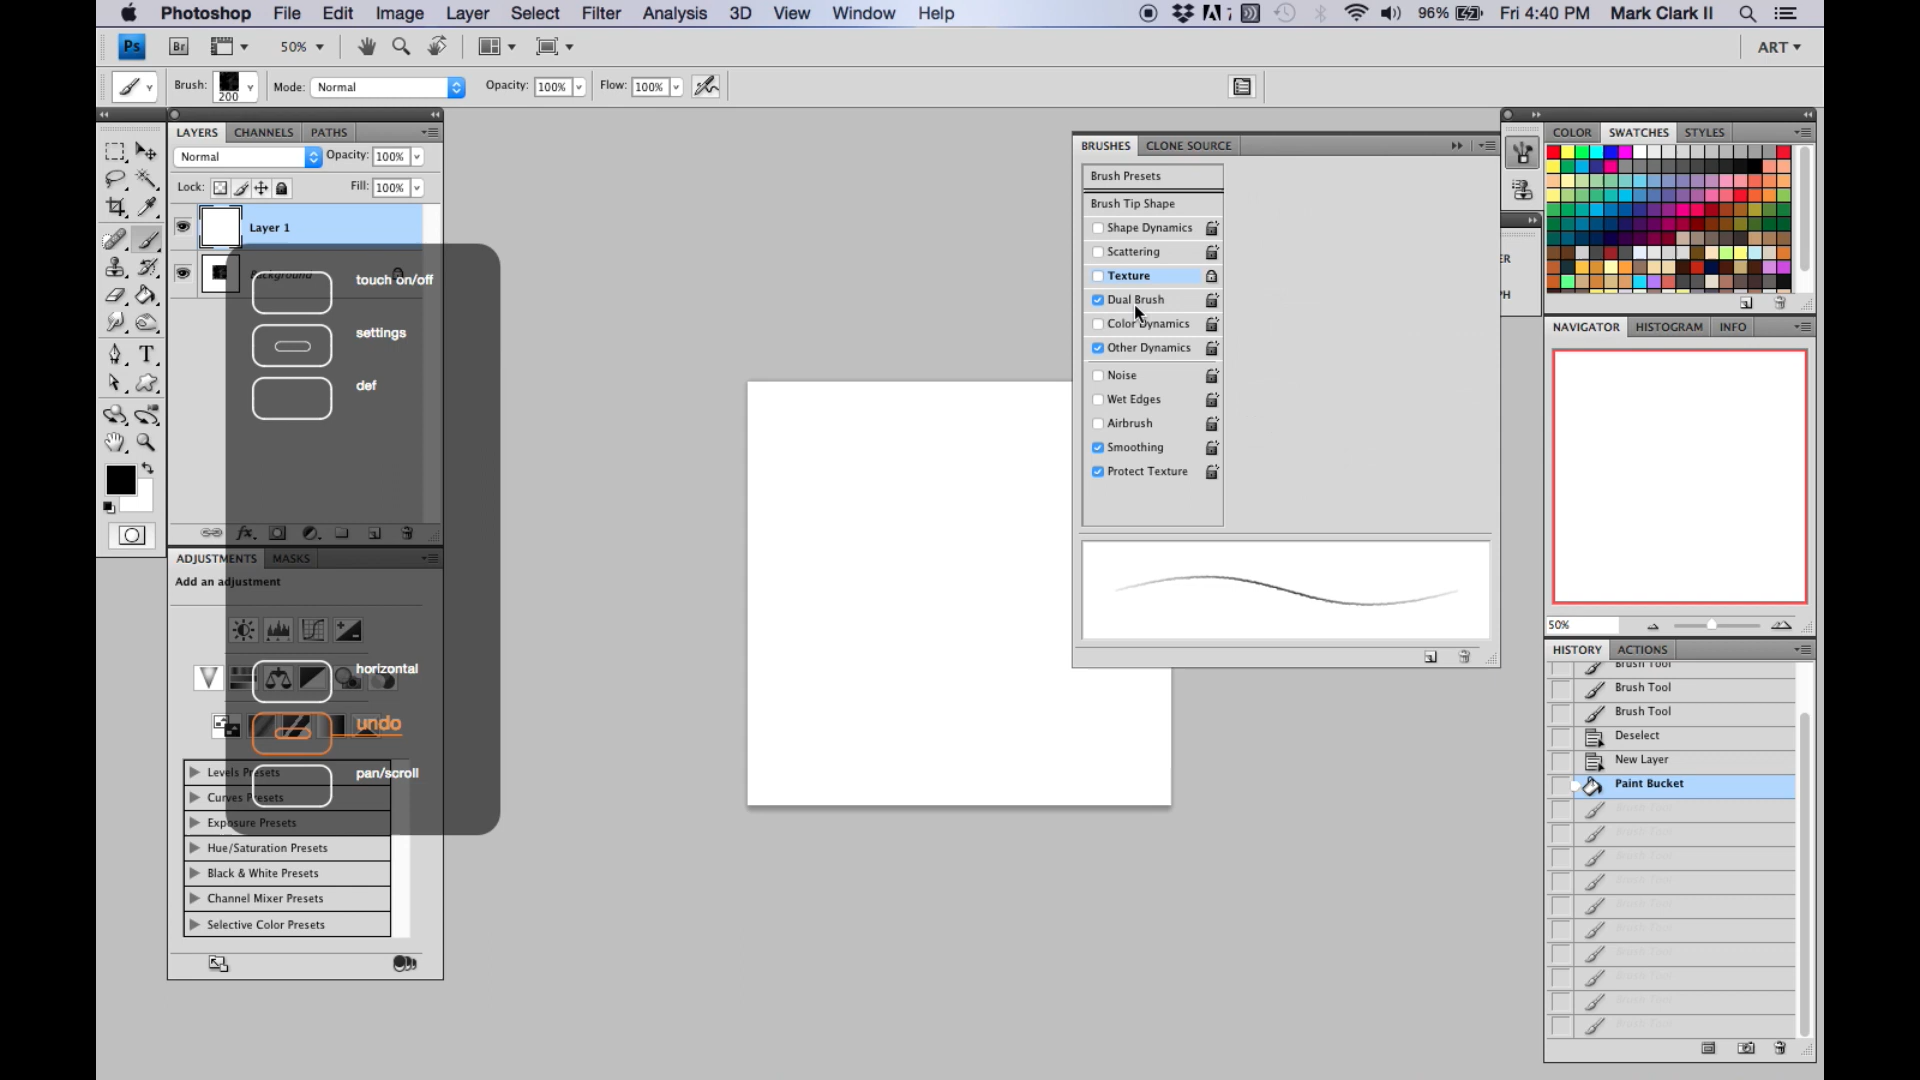 Photoshop File Edit Image Layer Select Filter Analysis 3D View Window Help 7 96% Fri 4:40 PM Mark Clark II
Ps Br 50% ART
Brush: 200 Mode: Normal Opacity: 100% Flow: 100%
LAYERS CHANNELS PATHS
Normal Opacity: 100%
Lock: Fill: 100%
Layer 1
Background
touch on/off
settings
def
horizontal
undo
pan/scroll
ADJUSTMENTS MASKS
Add an adjustment
Levels Presets
Curves Presets
Exposure Presets
Hue/Saturation Presets
Black & White Presets
Channel Mixer Presets
Selective Color Presets
BRUSHES CLONE SOURCE
Brush Presets
Brush Tip Shape
Shape Dynamics
Scattering
Texture
Dual Brush
Color Dynamics
Other Dynamics
Noise
Wet Edges
Airbrush
Smoothing
Protect Texture
ER
PH
COLOR SWATCHES STYLES
NAVIGATOR HISTOGRAM INFO
50%
HISTORY ACTIONS
Brush Tool
Brush Tool
Brush Tool
Deselect
New Layer
Paint Bucket